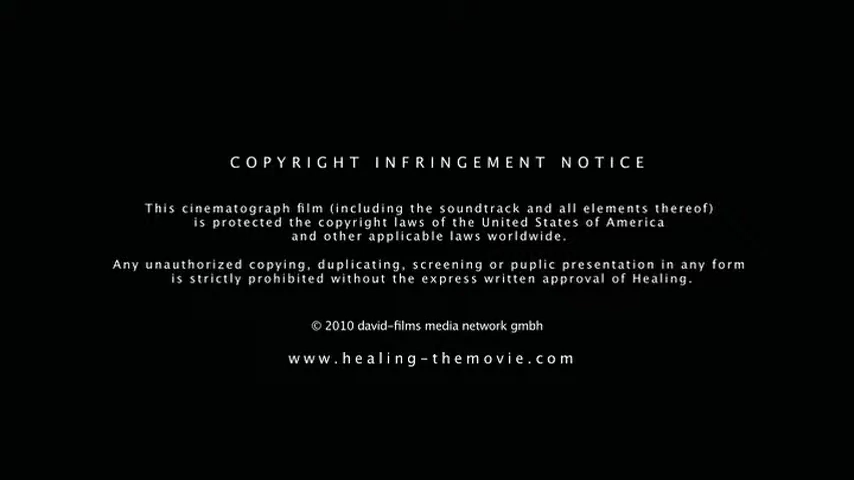 COPYRIGHT INFRINGEMENT NOTICE
This cinematograph film (including the soundtrack and all elements thereof)
is protected the copyright laws of the United States of America
and other applicable laws worldwide.
Any unauthorized copying, duplicating, screening or puplic presentation in any form
is strictly prohibited without the express written approval of Healing.
© 2010 david-films media network gmbh
www.healing-themovie.com